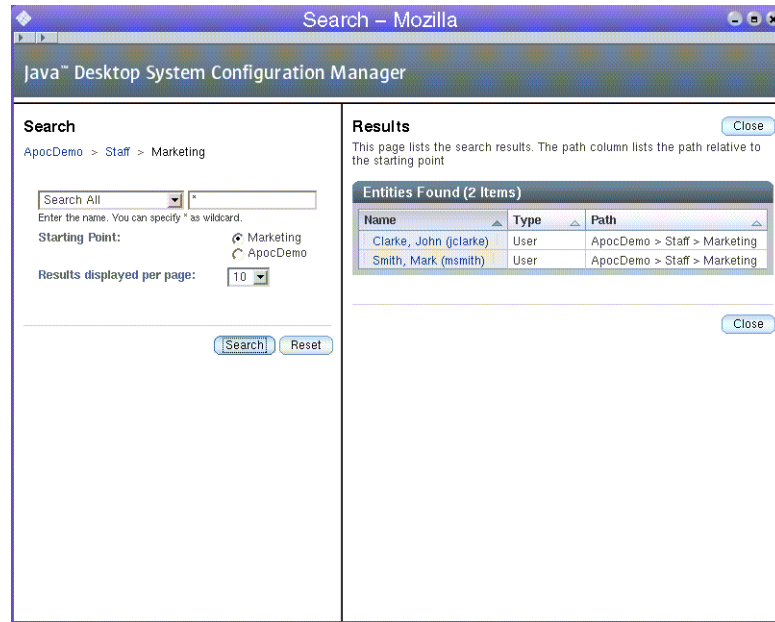 Search – Mozilla
Java™ Desktop System Configuration Manager
Search
ApocDemo > Staff > Marketing
Search All
*
Enter the name. You can specify * as wildcard.
Starting Point:
Marketing
ApocDemo
Results displayed per page:
10
Search
Reset
Results
Close
This page lists the search results. The path column lists the path relative to
the starting point
Entities Found (2 Items)
Name Type Path
Clarke, John (jclarke) User ApocDemo > Staff > Marketing
Smith, Mark (msmith) User ApocDemo > Staff > Marketing
Close